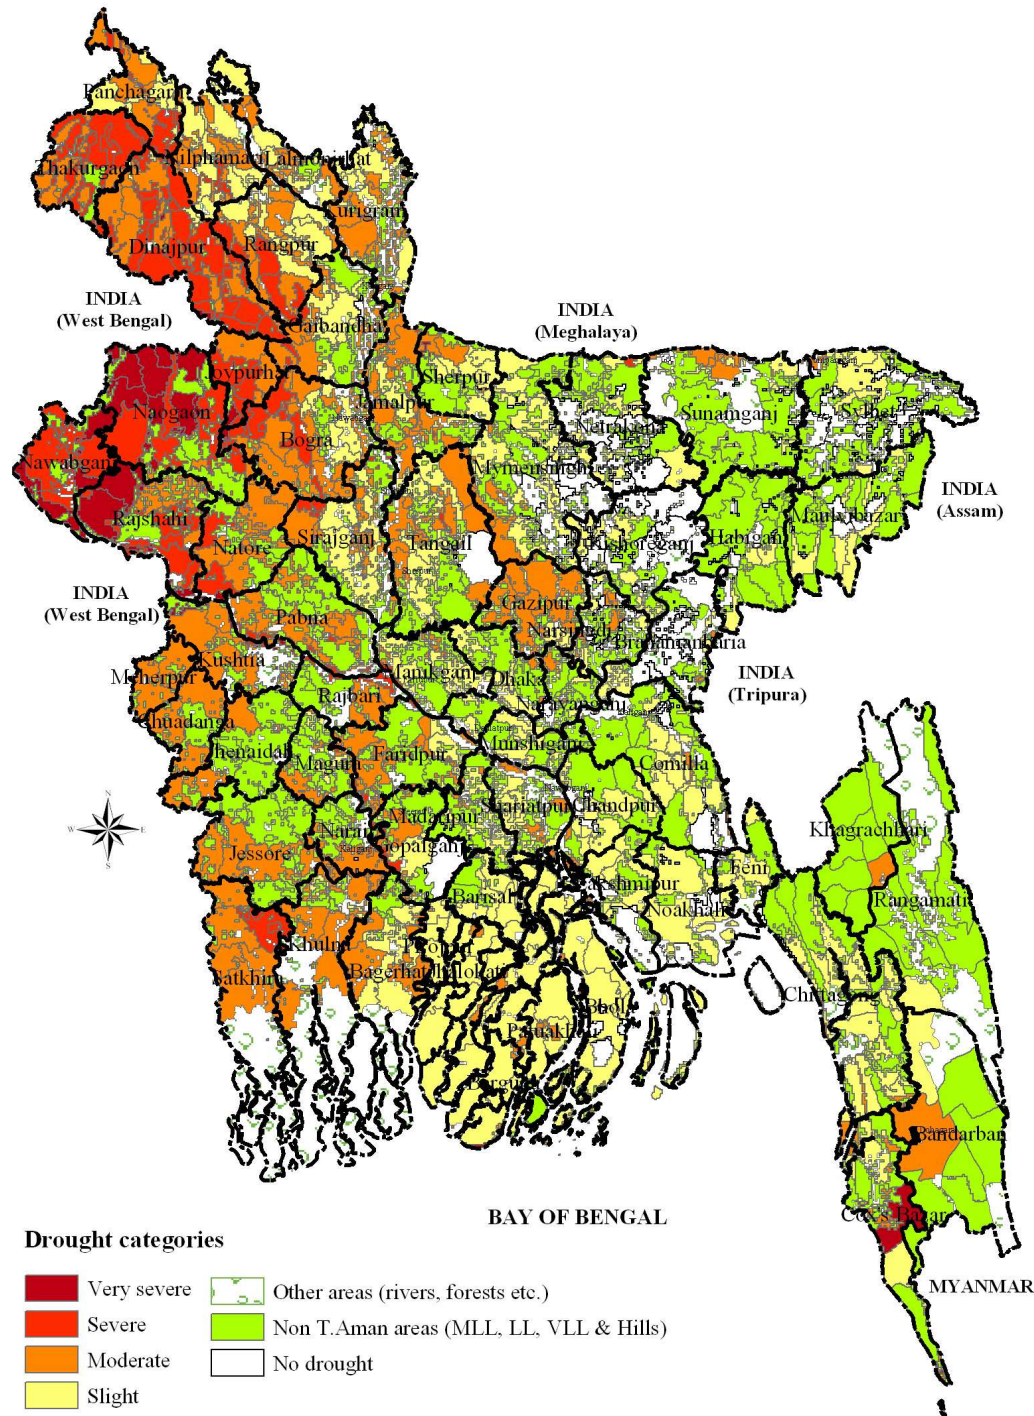 Panchagarh
Thakurgaon
Nilphamari
Lalmonirhat
Dinajpur
Rangpur
Kurigram
INDIA
(West Bengal)
Gaibandha
INDIA
(Meghalaya)
Joypurhat
Sherpur
Naogaon
Jamalpur
Bogra
Netrakona
Sunamganj
Sylhet
Nawabganj
Mymensingh
Rajshahi
Natore
Sirajganj
Tangail
Kishoreganj
Habiganj
Maulvibazar
INDIA
(Assam)
INDIA
(West Bengal)
Pabna
Gazipur
Narsingdi
Brahamanbaria
Meherpur
Kushtia
Rajbari
Manikganj
Dhaka
Narayanganj
INDIA
(Tripura)
Chuadanga
Jhenaidah
Magura
Faridpur
Munshiganj
Comilla
Shariatpur
Chandpur
Madaripur
Narail
Gopalganj
Jessore
Khagrachhari
N
W
E
S
Barisal
Lakshmipur
Feni
Noakhali
Rangamati
Satkhira
Khulna
Bagerhat
Pirojpur
Jhalokati
Bhola
Patuakhali
Barguna
Chittagong
Bandarban
Cox's Bazar
BAY OF BENGAL
MYANMAR
Drought categories
Very severe
Severe
Moderate
Slight
Other areas (rivers, forests etc.)
Non T.Aman areas (MLL, LL, VLL & Hills)
No drought